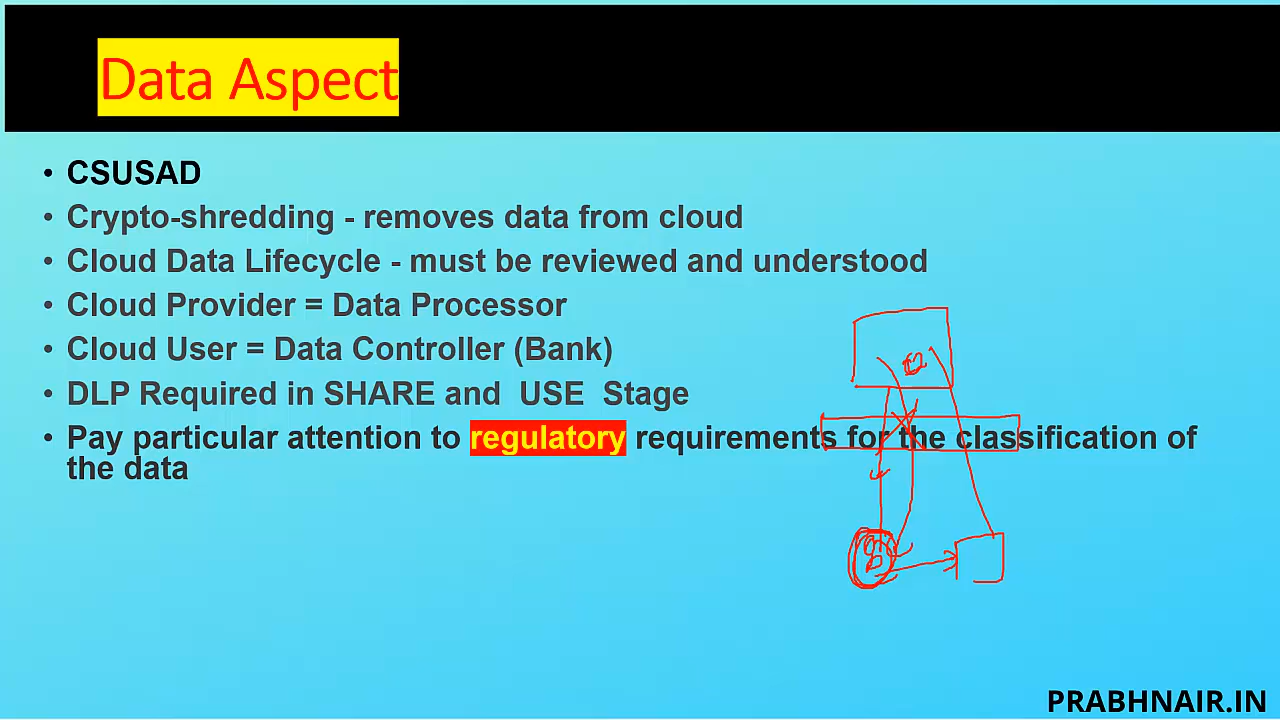 Data Aspect
• CSUSAD
• Crypto-shredding - removes data from cloud
• Cloud Data Lifecycle - must be reviewed and understood
• Cloud Provider = Data Processor
• Cloud User = Data Controller (Bank)
• DLP Required in SHARE and USE Stage
• Pay particular attention to regulatory requirements for the classification of
the data
PRABHNAIR.IN